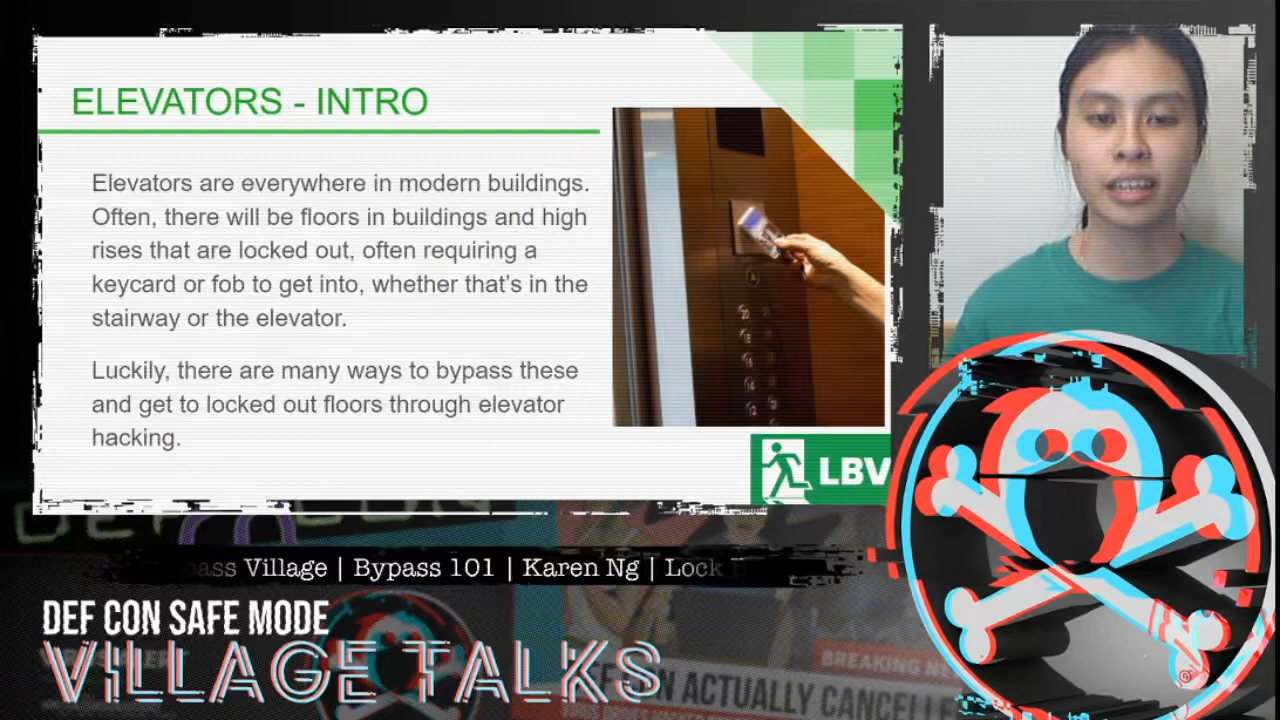 ELEVATORS - INTRO
Elevators are everywhere in modern buildings.
Often, there will be floors in buildings and high
rises that are locked out, often requiring a
keycard or fob to get into, whether that's in the
stairway or the elevator.
Luckily, there are many ways to bypass these
and get to locked out floors through elevator
hacking.
LBV
Village | Bypass 101 | Karen Ng | Lock
DEF CON SAFE MODE
VILLAGE TALKS
BREAKING
ACTUALLY